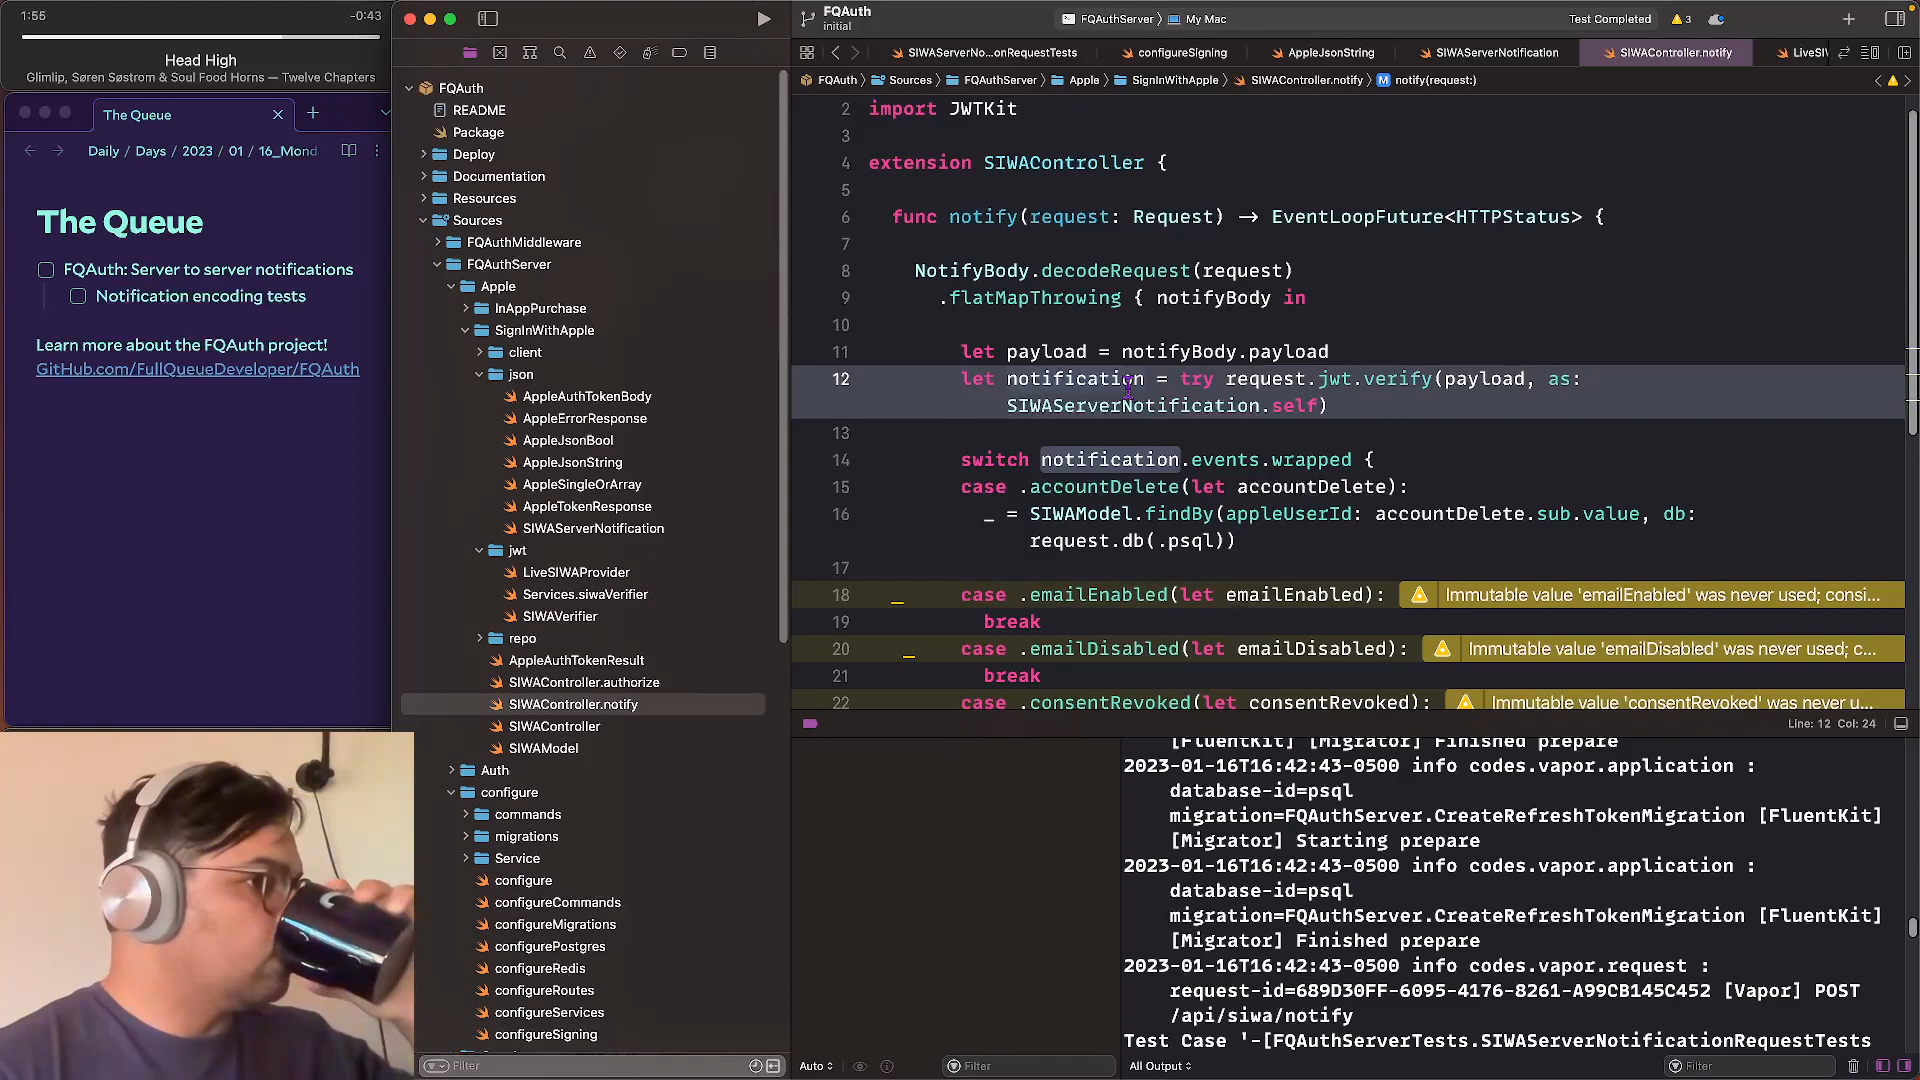 1:55
-0:43
Head High
Glimlip, Søren Søstrom & Soul Food Horns — Twelve Chapters
The Queue
Daily / Days / 2023 / 01 / 16_Mond
The Queue
FQAuth: Server to server notifications
Notification encoding tests
Learn more about the FQAuth project!
GitHub.com/FullQueueDeveloper/FQAuth
FQAuth
README
Package
Deploy
Documentation
Resources
Sources
FQAuthMiddleware
FQAuthServer
Apple
InAppPurchase
SignInWithApple
client
json
AppleAuthTokenBody
AppleErrorResponse
AppleJsonBool
AppleJsonString
AppleSingleOrArray
AppleTokenResponse
SIWAServerNotification
jwt
LiveSIWAProvider
Services.siwaVerifier
SIWAVerifier
repo
AppleAuthTokenResult
SIWAController.authorize
SIWAController.notify
SIWAController
SIWAModel
Auth
configure
commands
migrations
Service
configure
configureCommands
configureMigrations
configurePostgres
configureRedis
configureRoutes
configureServices
configureSigning
Filter
FQAuth
initial
FQAuthServer > My Mac
Test Completed
3
SIWAServerNo...onRequestTests
configureSigning
AppleJsonString
SIWAServerNotification
SIWAController.notify
LiveSIV
FQAuth > Sources > FQAuthServer > Apple > SignInWithApple > SIWAController.notify > M notify(request:)
2 import JWTKit
3
4 extension SIWAController {
5
6 func notify(request: Request) -> EventLoopFuture<HTTPStatus> {
7
8 NotifyBody.decodeRequest(request)
9 .flatMapThrowing { notifyBody in
10
11 let payload = notifyBody.payload
12 let notification = try request.jwt.verify(payload, as:
SIWAServerNotification.self)
13
14 switch notification.events.wrapped {
15 case .accountDelete(let accountDelete):
16 _ = SIWAModel.findBy(appleUserId: accountDelete.sub.value, db:
request.db(.psql))
17
18 case .emailEnabled(let emailEnabled): Immutable value 'emailEnabled' was never used; consi...
19 break
20 case .emailDisabled(let emailDisabled): Immutable value 'emailDisabled' was never used; c...
21 break
22 case .consentRevoked(let consentRevoked): Immutable value 'consentRevoked' was never u...
Line: 12 Col: 24
[FluentKit] [Migrator] Finished prepare
2023-01-16T16:42:43-0500 info codes.vapor.application :
database-id=psql
migration=FQAuthServer.CreateRefreshTokenMigration [FluentKit]
[Migrator] Starting prepare
2023-01-16T16:42:43-0500 info codes.vapor.application :
database-id=psql
migration=FQAuthServer.CreateRefreshTokenMigration [FluentKit]
[Migrator] Finished prepare
2023-01-16T16:42:43-0500 info codes.vapor.request :
request-id=689D30FF-6095-4176-8261-A99CB145C452 [Vapor] POST
/api/siwa/notify
Test Case '-[FQAuthServerTests.SIWAServerNotificationRequestTests
Auto
Filter
All Output
Filter